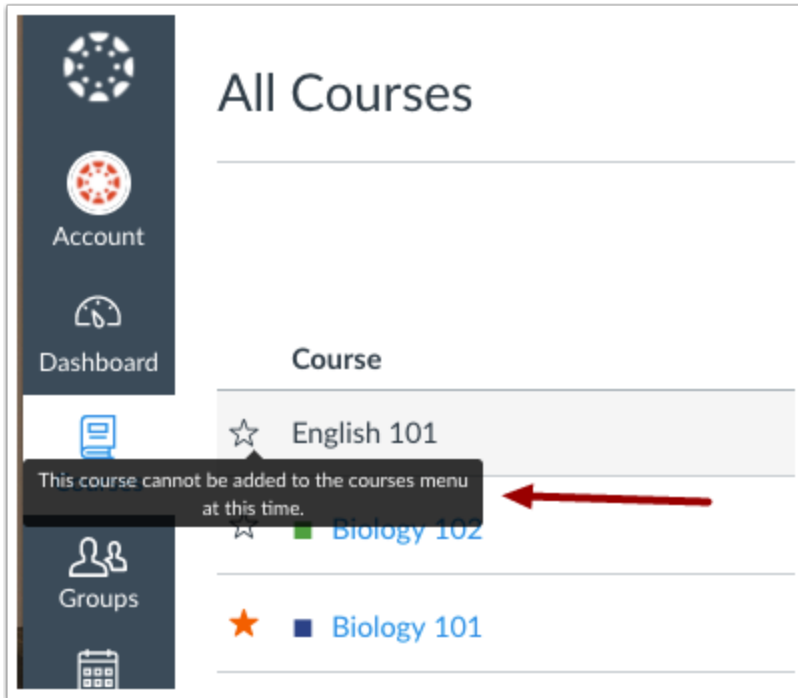 All Courses
Account
Dashboard
Course
English 101
This course cannot be added to the courses menu
at this time.
Biology 102
Groups
Biology 101